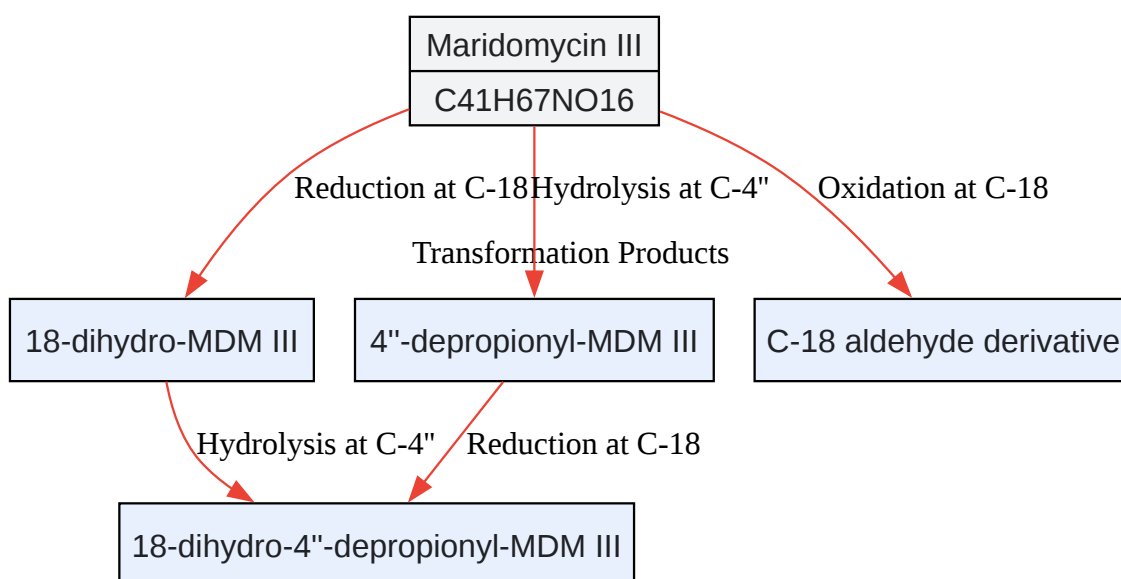 Maridomycin III
C41H67NO16
Reduction at C-18
Hydrolysis at C-4"
Oxidation at C-18
Transformation Products
18-dihydro-MDM III
4"-depropionyl-MDM III
C-18 aldehyde derivative
Hydrolysis at C-4"
Reduction at C-18
18-dihydro-4"-depropionyl-MDM III